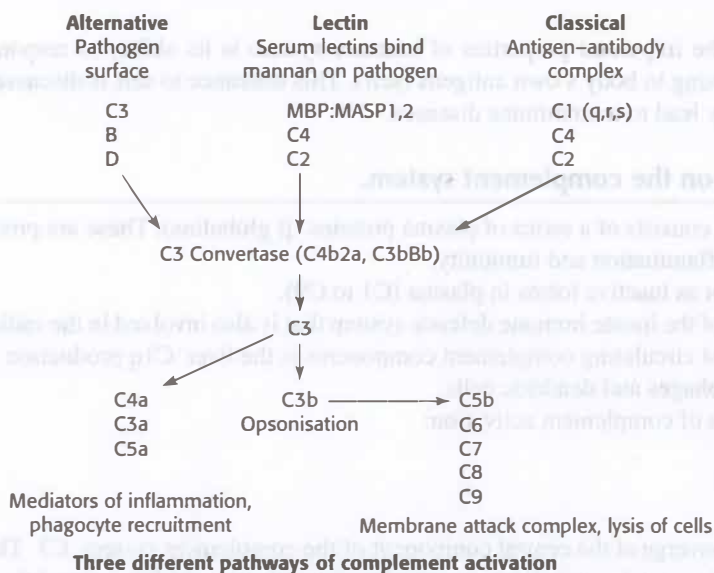 Alternative
Pathogen
surface
C3
B
D
Lectin
Serum lectins bind
mannan on pathogen
MBP:MASP1,2
C4
C2
Classical
Antigen–antibody
complex
C1 (q,r,s)
C4
C2
C3 Convertase (C4b2a, C3bBb)
C3
C4a
C3a
C5a
Mediators of inflammation,
phagocyte recruitment
C3b
Opsonisation
C5b
C6
C7
C8
C9
Membrane attack complex, lysis of cells
Three different pathways of complement activation